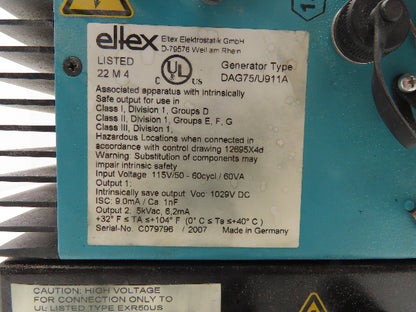 eltex
Eltex Elektrostatik GmbH
D-79576 Weil am Rhein
LISTED
22 M 4
C UL US
Generator Type
DAG75/U911A
Associated apparatus with intrinsically
Safe output for use in
Class I, Division 1, Groups D
Class II, Division 1, Groups E, F, G
Class III, Division 1,
Hazardous Locations when connected in
accordance with control drawing 12695X4d
Warning: Substitution of components may
impair intrinsic safety
Input Voltage: 115V/50 - 60cycl / 60VA
Output 1:
Intrinsically save output Voc: 1029V DC
ISC: 9.0mA / Ca 1nF
Output 2: 5kVac, 6,2mA
+32° F ≤ TA ≤+104° F (0° C ≤ Ta ≤+40° C)
Serial-No. C079796 / 2007 Made in Germany
CAUTION: HIGH VOLTAGE
FOR CONNECTION ONLY TO
UL LISTED TYPE EXR50US